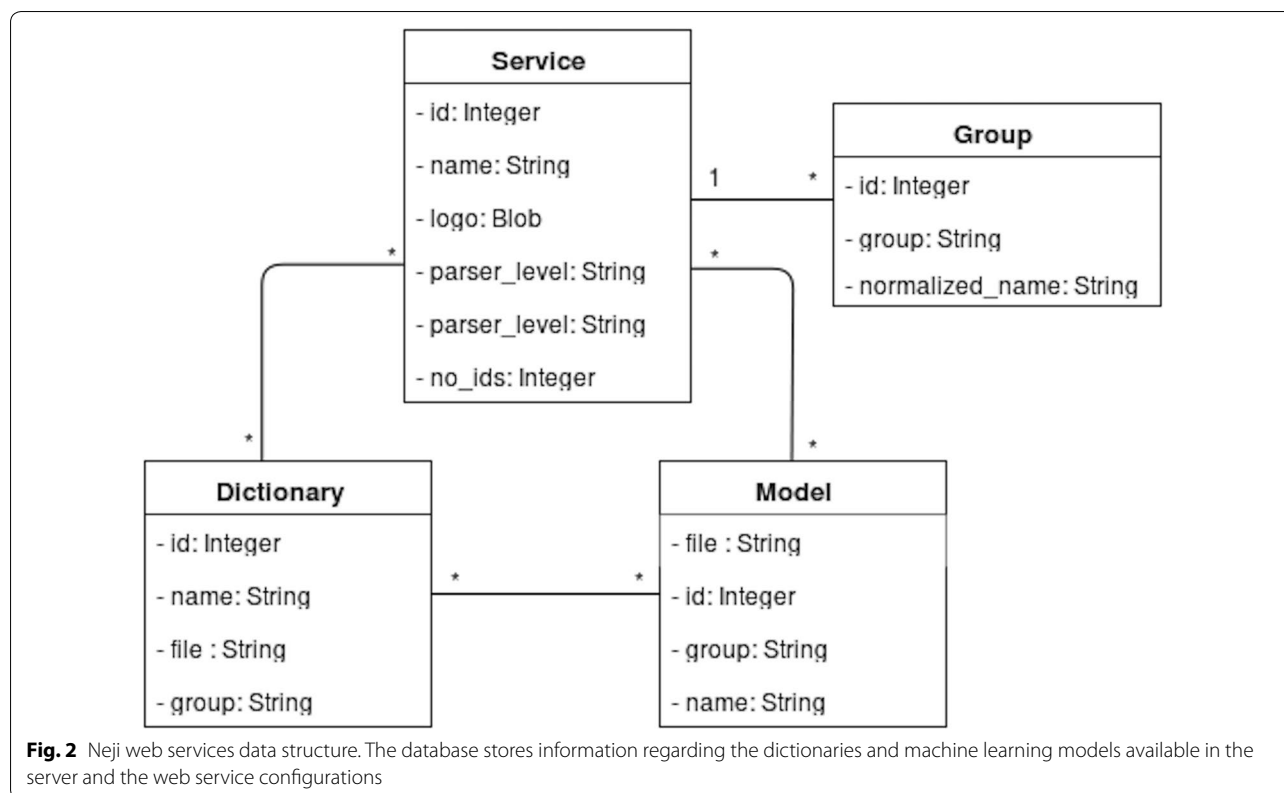 Service
- id: Integer
- name: String
- logo: Blob
- parser_level: String
- parser_level: String
- no_ids: Integer
1
*
Group
- id: Integer
- group: String
- normalized_name: String
*
*
*
*
Dictionary
- id: Integer
- name: String
- file : String
- group: String
*
*
Model
- file : String
- id: Integer
- group: String
- name: String
Fig. 2 Neji web services data structure. The database stores information regarding the dictionaries and machine learning models available in the
server and the web service configurations